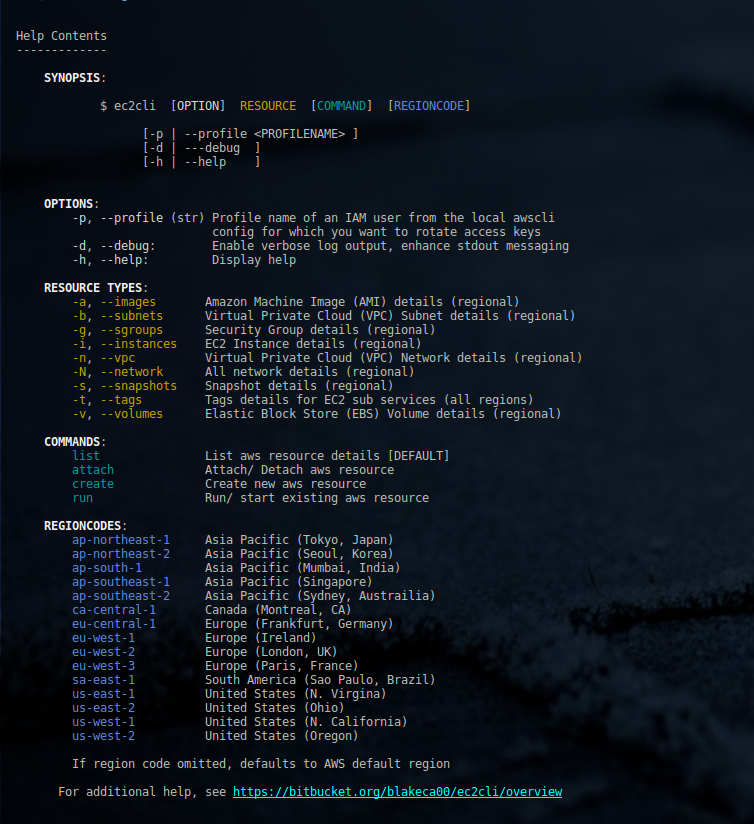 Help Contents
-------------
SYNOPSIS:
$ ec2cli  [OPTION]  RESOURCE  [COMMAND]  [REGIONCODE]
[-p | --profile <PROFILENAME> ]
[-d | ---debug  ]
[-h | --help    ]
OPTIONS:
-p, --profile (str) Profile name of an IAM user from the local awscli
config for which you want to rotate access keys
-d, --debug:        Enable verbose log output, enhance stdout messaging
-h, --help:         Display help
RESOURCE TYPES:
-a, --images       Amazon Machine Image (AMI) details (regional)
-b, --subnets      Virtual Private Cloud (VPC) Subnet details (regional)
-g, --sgroups      Security Group details (regional)
-i, --instances    EC2 Instance details (regional)
-n, --vpc          Virtual Private Cloud (VPC) Network details (regional)
-N, --network      All network details (regional)
-s, --snapshots    Snapshot details (regional)
-t, --tags         Tags details for EC2 sub services (all regions)
-v, --volumes      Elastic Block Store (EBS) Volume details (regional)
COMMANDS:
list               List aws resource details [DEFAULT]
attach             Attach/ Detach aws resource
create             Create new aws resource
run                Run/ start existing aws resource
REGIONCODES:
ap-northeast-1     Asia Pacific (Tokyo, Japan)
ap-northeast-2     Asia Pacific (Seoul, Korea)
ap-south-1         Asia Pacific (Mumbai, India)
ap-southeast-1     Asia Pacific (Singapore)
ap-southeast-2     Asia Pacific (Sydney, Austrailia)
ca-central-1       Canada (Montreal, CA)
eu-central-1       Europe (Frankfurt, Germany)
eu-west-1          Europe (Ireland)
eu-west-2          Europe (London, UK)
eu-west-3          Europe (Paris, France)
sa-east-1          South America (Sao Paulo, Brazil)
us-east-1          United States (N. Virgina)
us-east-2          United States (Ohio)
us-west-1          United States (N. California)
us-west-2          United States (Oregon)
If region code omitted, defaults to AWS default region
For additional help, see https://bitbucket.org/blakeca00/ec2cli/overview